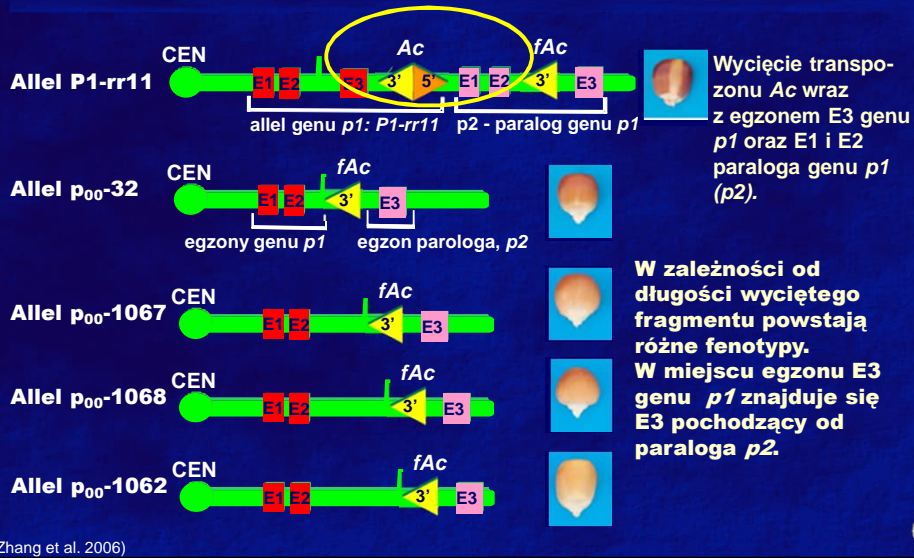 CEN
Ac
fAc
Allel P1-rr11
E1 E2 E3 3' 5' E1 E2 3' E3
allel genu p1: P1-rr11
p2 - paralog genu p1
Wycięcie transpo-
zonu Ac wraz
z egzonem E3 genu
p1 oraz E1 i E2
paraloga genu p1
(p2).
CEN
fAc
Allel p00-32
E1 E2 3' E3
egzony genu p1
egzon parologa, p2
CEN
fAc
Allel p00-1067
E1 E2 3' E3
W zależności od
długości wyciętego
fragmentu powstają
różne fenotypy.
W miejscu egzonu E3
genu p1 znajduje się
E3 pochodzący od
paraloga p2.
CEN
fAc
Allel p00-1068
E1 E2 3' E3
CEN
fAc
Allel p00-1062
E1 E2 3' E3
Zhang et al. 2006)